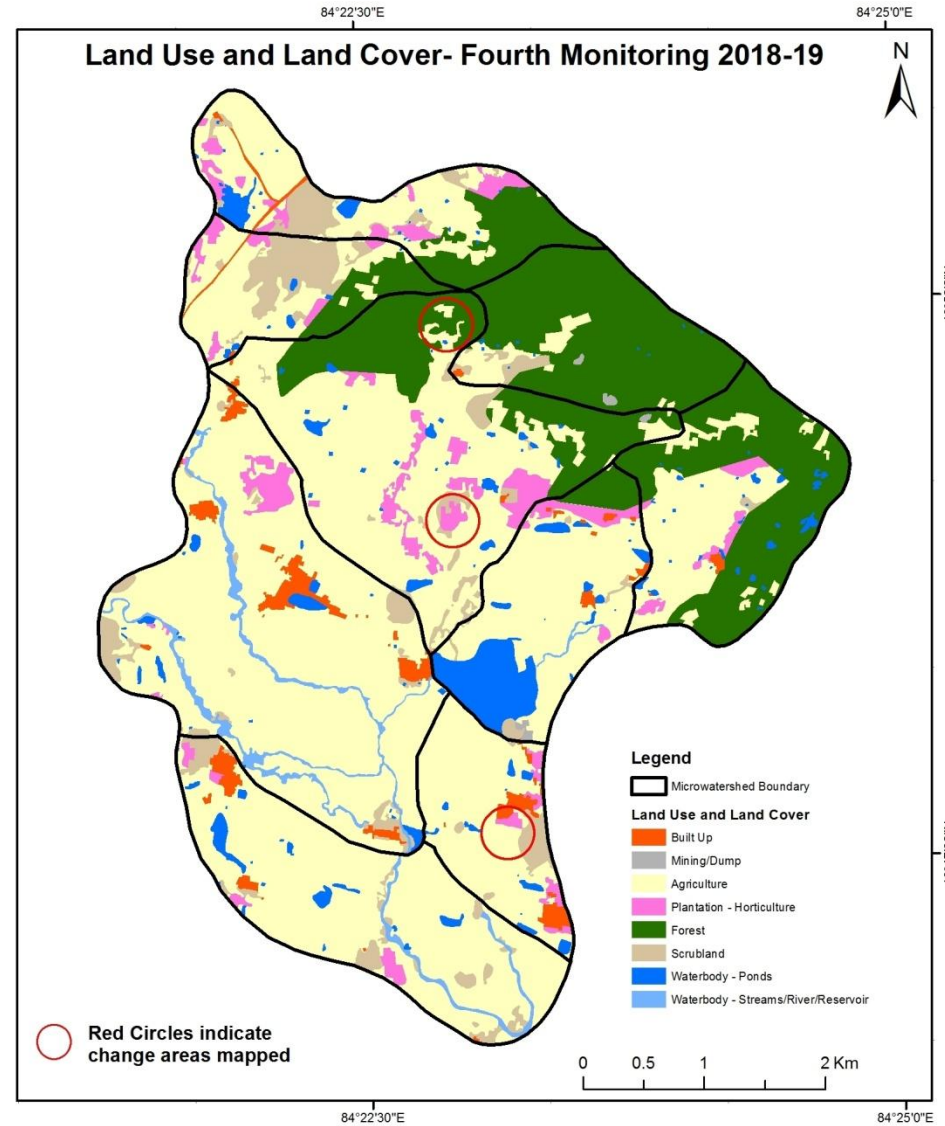 84°22'30"E
84°25'0"E
Land Use and Land Cover- Fourth Monitoring 2018-19
N
Legend
Microwatershed Boundary
Land Use and Land Cover
Built Up
Mining/Dump
Agriculture
Plantation - Horticulture
Forest
Scrubland
Waterbody - Ponds
Waterbody - Streams/River/Reservoir
Red Circles indicate
change areas mapped
0 0.5 1 2 Km
84°22'30"E
84°25'0"E